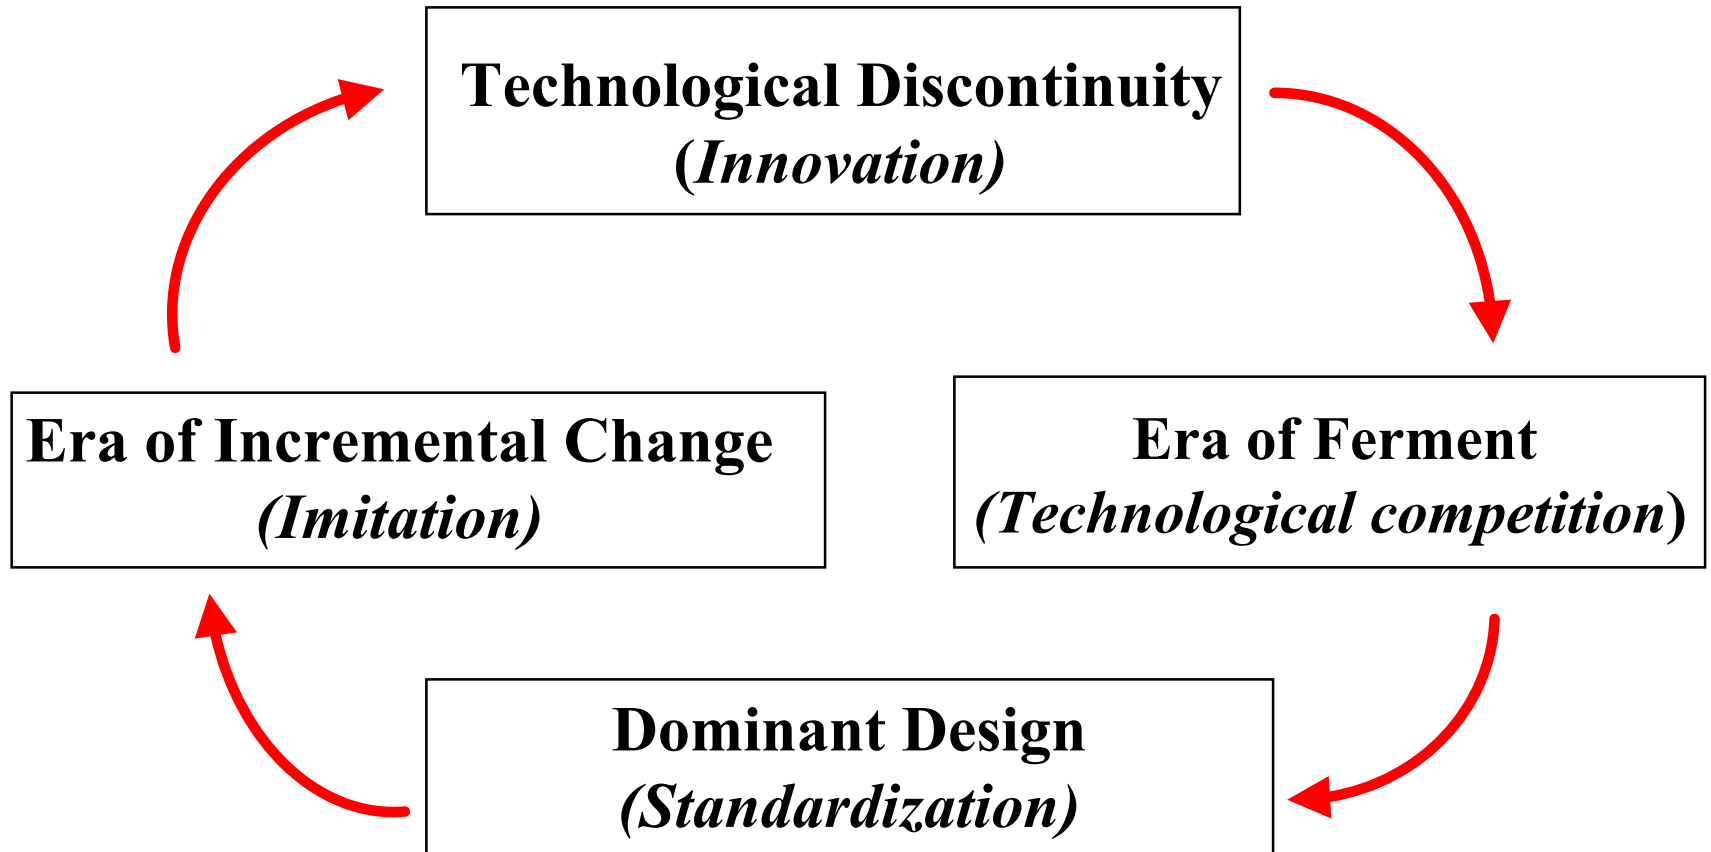 Technological Discontinuity
(Innovation)
Era of Incremental Change
(Imitation)
Era of Ferment
(Technological competition)
Dominant Design
(Standardization)